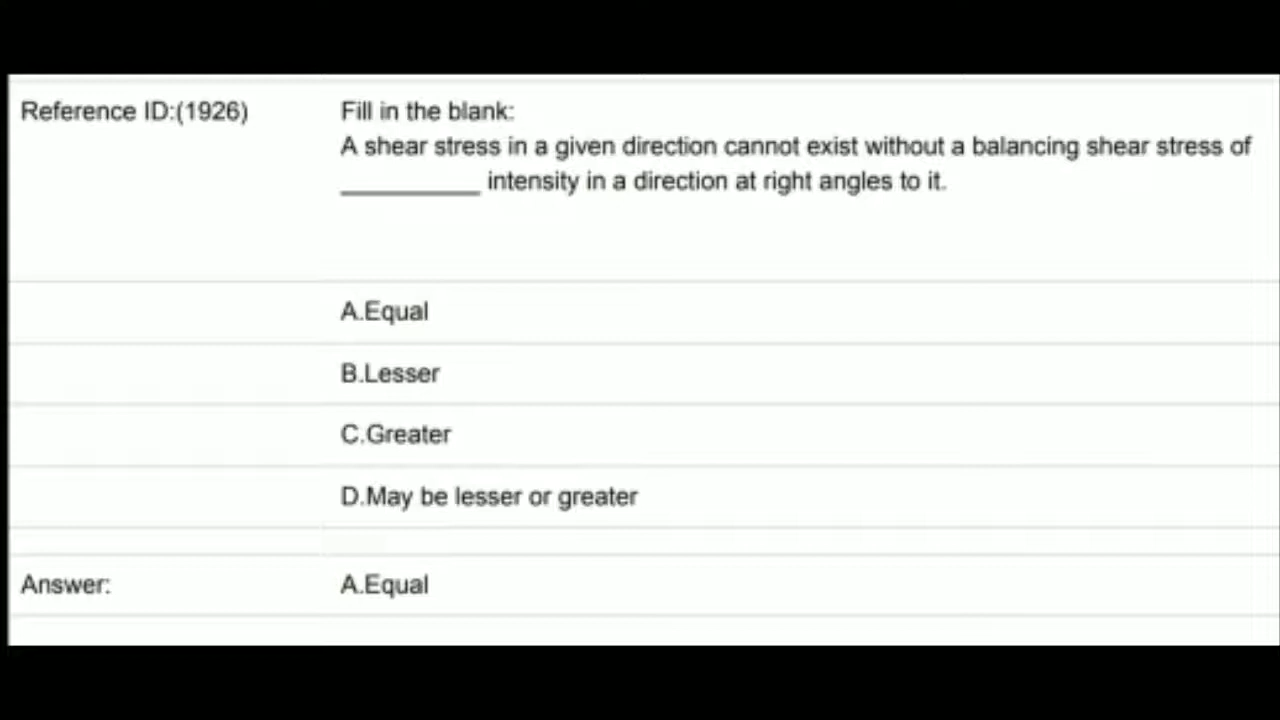 Reference ID:(1926)
Fill in the blank:
A shear stress in a given direction cannot exist without a balancing shear stress of
__________ intensity in a direction at right angles to it.
A.Equal
B.Lesser
C.Greater
D.May be lesser or greater
Answer:
A.Equal